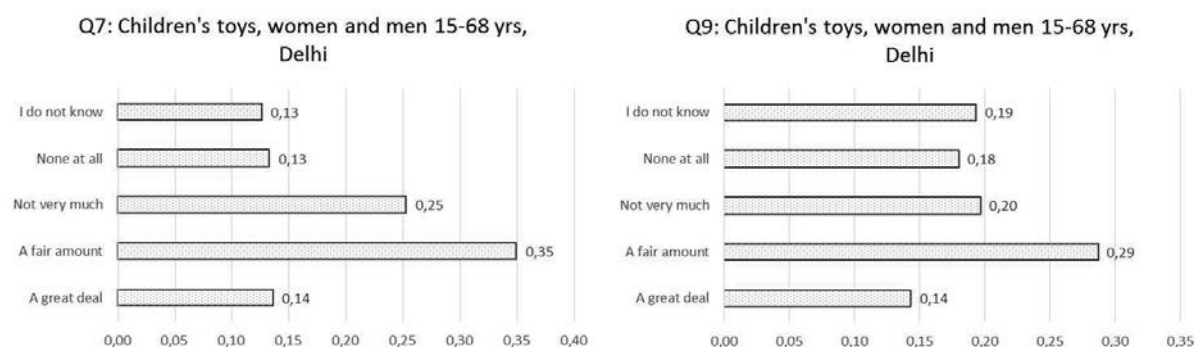 Q7: Children's toys, women and men 15-68 yrs,
Delhi
I do not know
0,13
None at all
0,13
Not very much
0,25
A fair amount
0,35
A great deal
0,14
0,00 0,05 0,10 0,15 0,20 0,25 0,30 0,35 0,40
Q9: Children's toys, women and men 15-68 yrs,
Delhi
I do not know
0,19
None at all
0,18
Not very much
0,20
A fair amount
0,29
A great deal
0,14
0,00 0,05 0,10 0,15 0,20 0,25 0,30 0,35